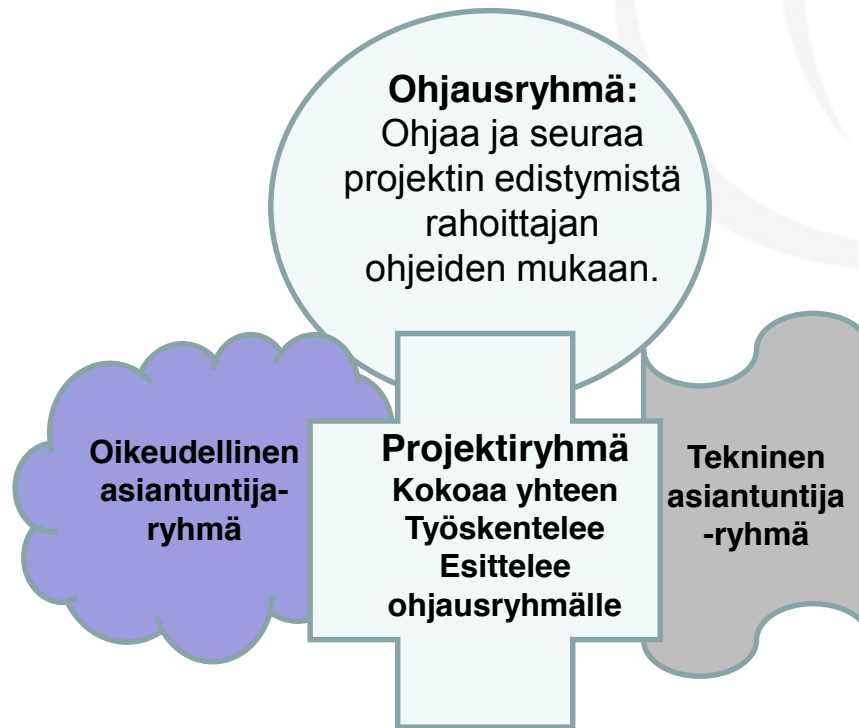 Ohjausryhmä:
Ohjaa ja seuraa
projektin edistymistä
rahoittajan
ohjeiden mukaan.
Oikeudellinen
asiantuntija-
ryhmä
Projektiryhmä
Kokoaa yhteen
Työskentelee
Esittelee
ohjausryhmälle
Tekninen
asiantuntija
-ryhmä